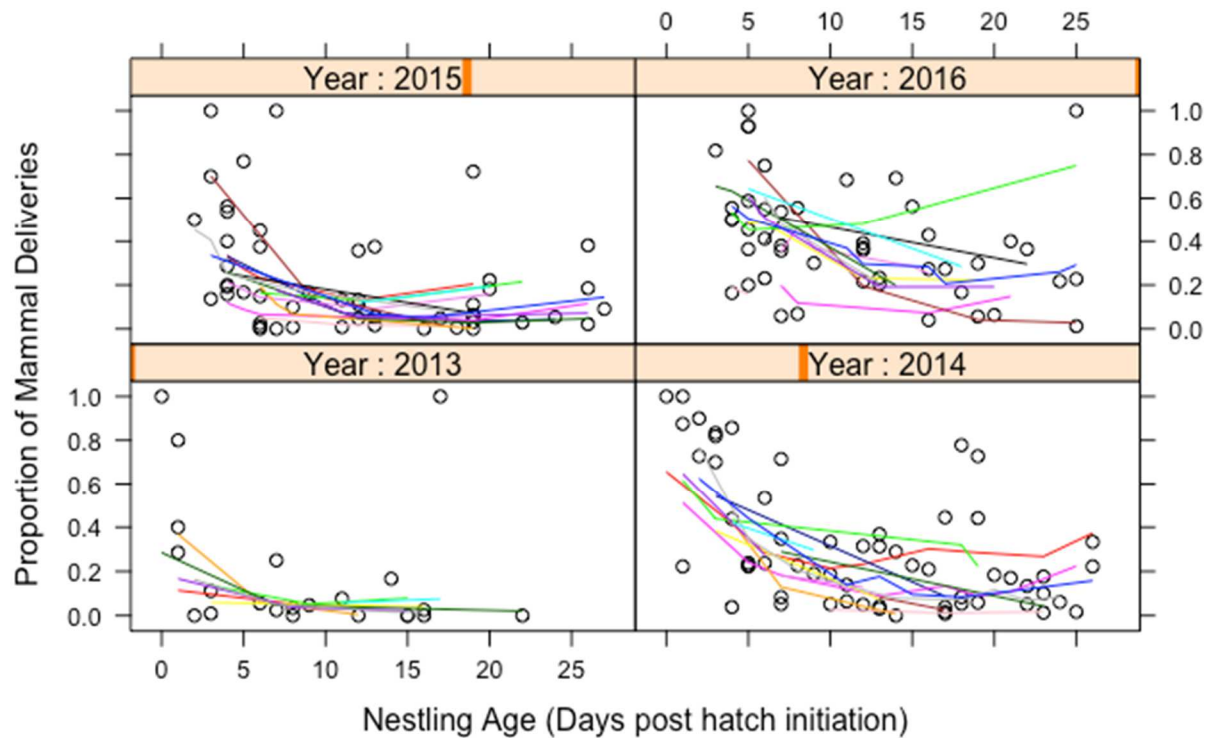 0 5 10 15 20 25
Year : 2015 Year : 2016
1.0
0.8
0.6
0.4
0.2
0.0
Year : 2013 Year : 2014
1.0
0.8
0.6
0.4
0.2
0.0
0 5 10 15 20 25
Proportion of Mammal Deliveries
Nestling Age (Days post hatch initiation)